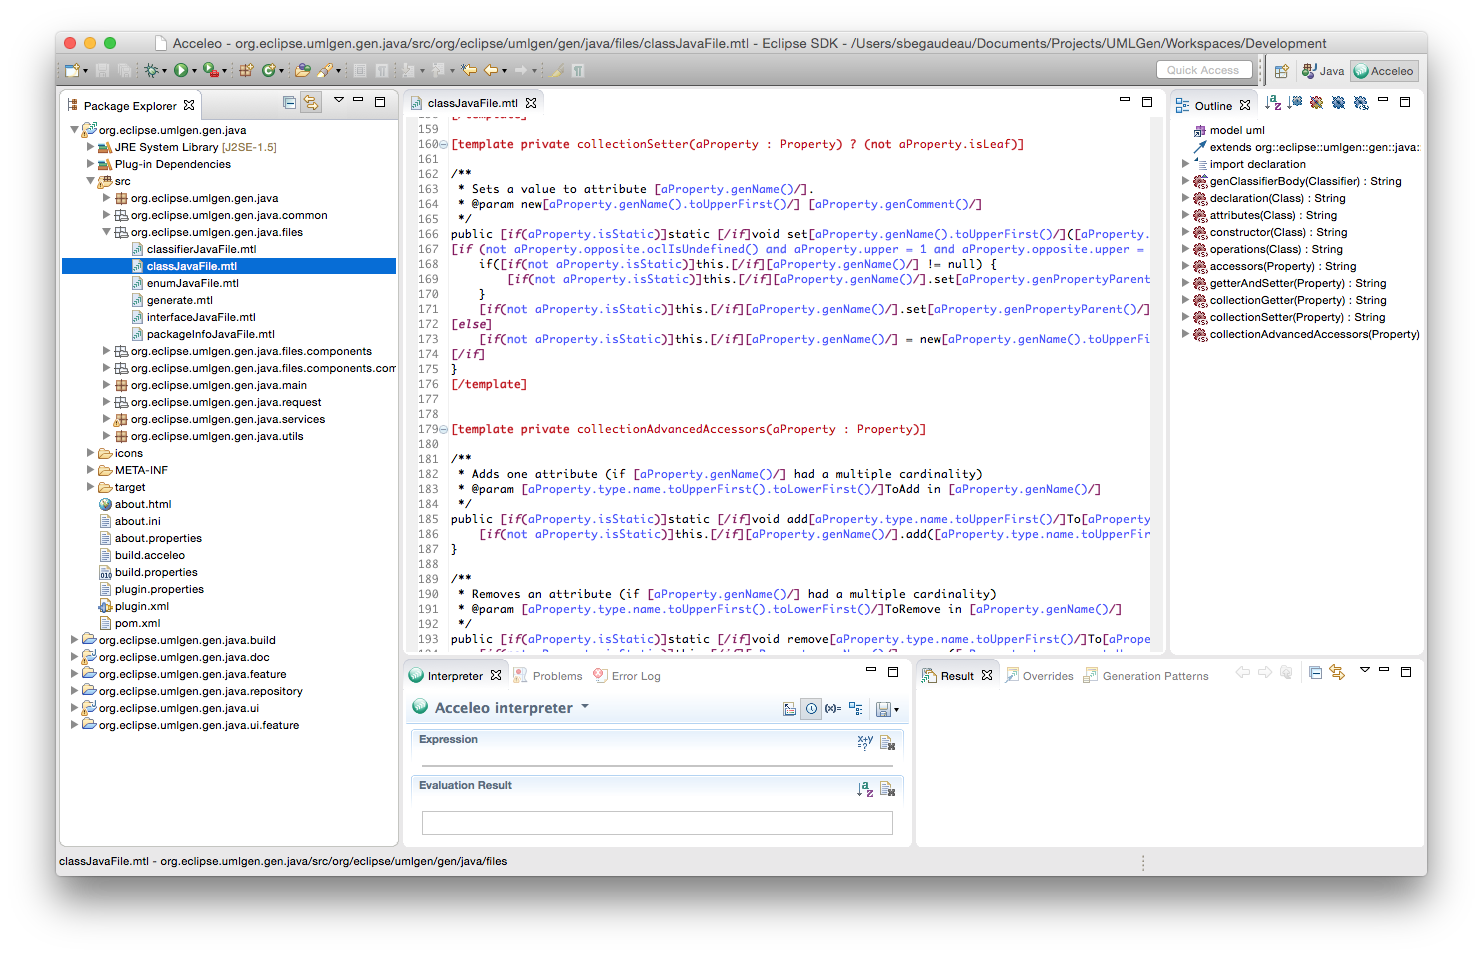 Acceleo - org.eclipse.umlgen.gen.java/src/org/eclipse/umlgen/gen/java/files/classJavaFile.mtl - Eclipse SDK - /Users/sbegaudeau/Documents/Projects/UMLGen/Workspaces/Development
Quick Access
Java
Acceleo
Package Explorer
org.eclipse.umlgen.gen.java
JRE System Library [J2SE-1.5]
Plug-in Dependencies
src
org.eclipse.umlgen.gen.java
org.eclipse.umlgen.gen.java.common
org.eclipse.umlgen.gen.java.files
classifierJavaFile.mtl
classJavaFile.mtl
enumJavaFile.mtl
generate.mtl
interfaceJavaFile.mtl
packageInfoJavaFile.mtl
org.eclipse.umlgen.gen.java.files.components
org.eclipse.umlgen.gen.java.files.components.com
org.eclipse.umlgen.gen.java.main
org.eclipse.umlgen.gen.java.request
org.eclipse.umlgen.gen.java.services
org.eclipse.umlgen.gen.java.utils
icons
META-INF
target
about.html
about.ini
about.properties
build.acceleo
build.properties
plugin.properties
plugin.xml
pom.xml
org.eclipse.umlgen.gen.java.build
org.eclipse.umlgen.gen.java.doc
org.eclipse.umlgen.gen.java.feature
org.eclipse.umlgen.gen.java.repository
org.eclipse.umlgen.gen.java.ui
org.eclipse.umlgen.gen.java.ui.feature
classJavaFile.mtl
159
160 [template private collectionSetter(aProperty : Property) ? (not aProperty.isLeaf)]
161
162 /**
163 * Sets a value to attribute [aProperty.genName()/].
164 * @param new[aProperty.genName().toUpperFirst()/] [aProperty.genComment()/]
165 */
166 public [if(aProperty.isStatic)]static [/if]void set[aProperty.genName().toUpperFirst()/]([aProperty.
167 [if (not aProperty.opposite.oclIsUndefined() and aProperty.upper = 1 and aProperty.opposite.upper =
168 if([if(not aProperty.isStatic)]this.[/if][aProperty.genName()/] != null) {
169 [if(not aProperty.isStatic)]this.[/if][aProperty.genName()/].set[aProperty.genPropertyParent
170 }
171 [if(not aProperty.isStatic)]this.[/if][aProperty.genName()/].set[aProperty.genPropertyParent()/]
172 [else]
173 [if(not aProperty.isStatic)]this.[/if][aProperty.genName()/] = new[aProperty.genName().toUpperFi
174 [/if]
175 }
176 [/template]
177
178
179 [template private collectionAdvancedAccessors(aProperty : Property)]
180
181 /**
182 * Adds one attribute (if [aProperty.genName()/] had a multiple cardinality)
183 * @param [aProperty.type.name.toUpperFirst().toLowerFirst()/]ToAdd in [aProperty.genName()/]
184 */
185 public [if(aProperty.isStatic)]static [/if]void add[aProperty.type.name.toUpperFirst()/]To[aPrope
186 [if(not aProperty.isStatic)]this.[/if][aProperty.genName()/].add([aProperty.type.name.toUpperFir
187 }
188
189 /**
190 * Removes an attribute (if [aProperty.genName()/] had a multiple cardinality)
191 * @param [aProperty.type.name.toUpperFirst().toLowerFirst()/]ToRemove in [aProperty.genName()/]
192 */
193 public [if(aProperty.isStatic)]static [/if]void remove[aProperty.type.name.toUpperFirst()/]To[aPrope
Outline
model uml
extends org::eclipse::umlgen::gen::java::
import declaration
genClassifierBody(Classifier) : String
declaration(Class) : String
attributes(Class) : String
constructor(Class) : String
operations(Class) : String
accessors(Property) : String
getterAndSetter(Property) : String
collectionGetter(Property) : String
collectionSetter(Property) : String
collectionAdvancedAccessors(Property)
Interpreter
Problems
Error Log
Acceleo interpreter
(x)=
Expression
x+y
=?
Evaluation Result
Result
Overrides
Generation Patterns
classJavaFile.mtl - org.eclipse.umlgen.gen.java/src/org/eclipse/umlgen/gen/java/files